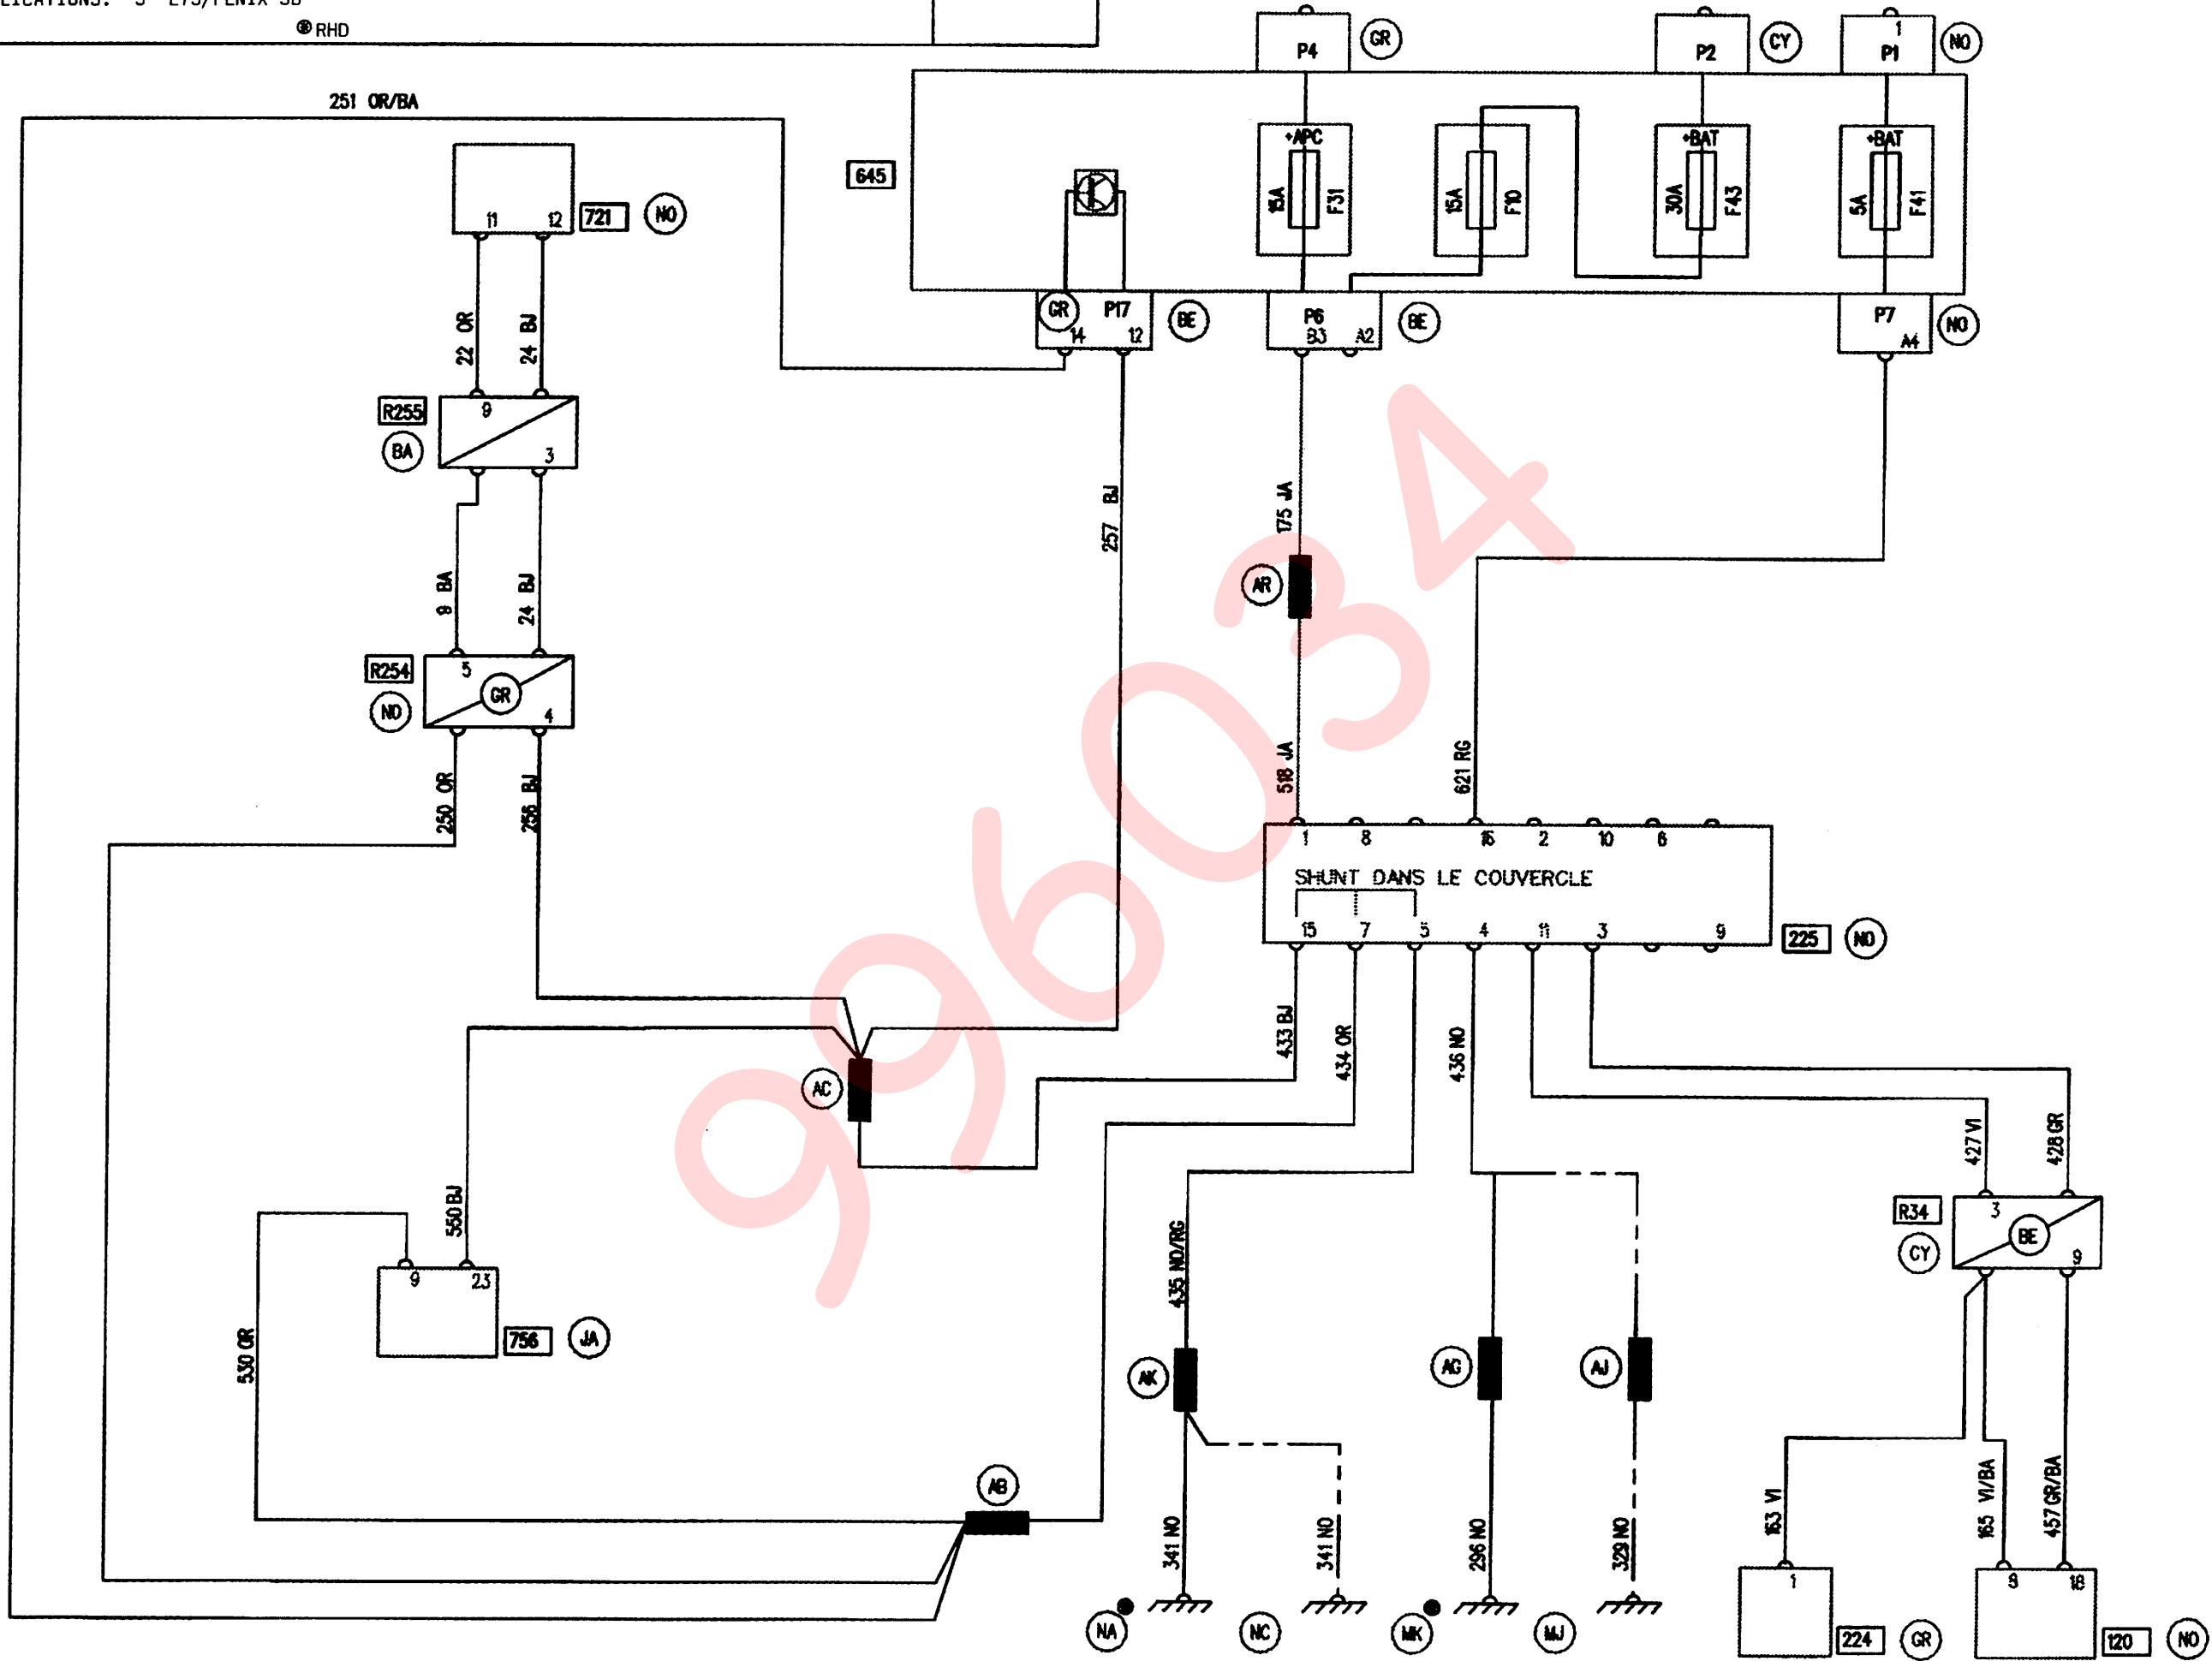 RHD
251 OR/BA
P4
GR
P2
CY
1
P1
NO
645
+APC
15A
F31
15A
F10
+BAT
30A
F43
+BAT
5A
F41
11
12
721
NO
GR
P17
14
12
BE
P6
B3
A2
BE
P7
A4
NO
22 OR
24 BJ
R255
BA
9
3
257 BJ
175 JA
9 BA
24 BJ
AR
R254
NO
5
GR
4
250 OR
256 BJ
518 JA
621 RG
1
8
16
2
10
6
SHUNT DANS LE COUVERCLE
15
7
5
4
11
3
9
225
NO
433 BJ
434 OR
436 NO
AC
427 VI
428 GR
550 BJ
R34
CY
3
BE
9
435 NO/RG
9
23
756
JA
530 OR
AK
AG
AJ
AB
341 NO
341 NO
296 NO
329 NO
163 VI
165 VI/BA
457 GR/BA
NA
NC
MK
MJ
1
224
GR
8
18
120
NO
996034